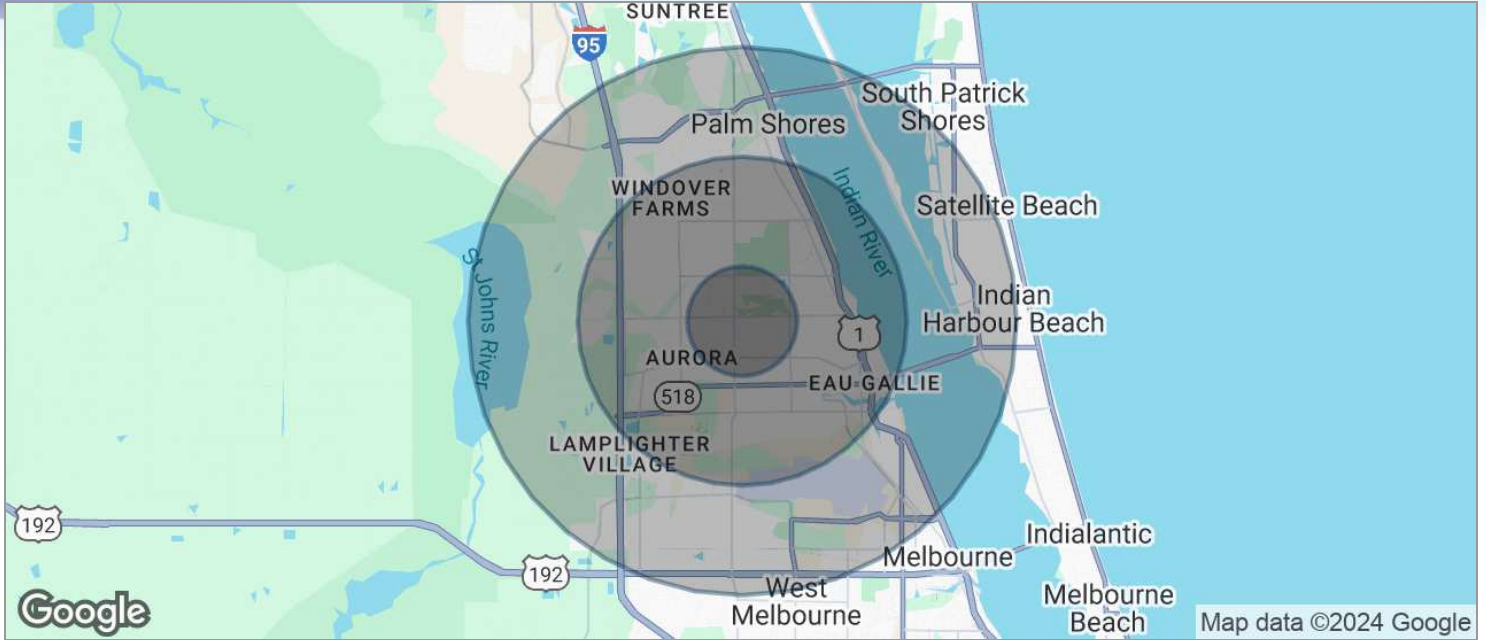 SUNTREE
95
South Patrick
Shores
Palm Shores
WINDOVER
FARMS
Indian River
Satellite Beach
St Johns River
Indian
Harbour Beach
1
AURORA
518
EAU GALLIE
LAMPLIGHTER
VILLAGE
192
Indialantic
Melbourne
192
West
Melbourne
Melbourne
Beach
Google
Map data ©2024 Google